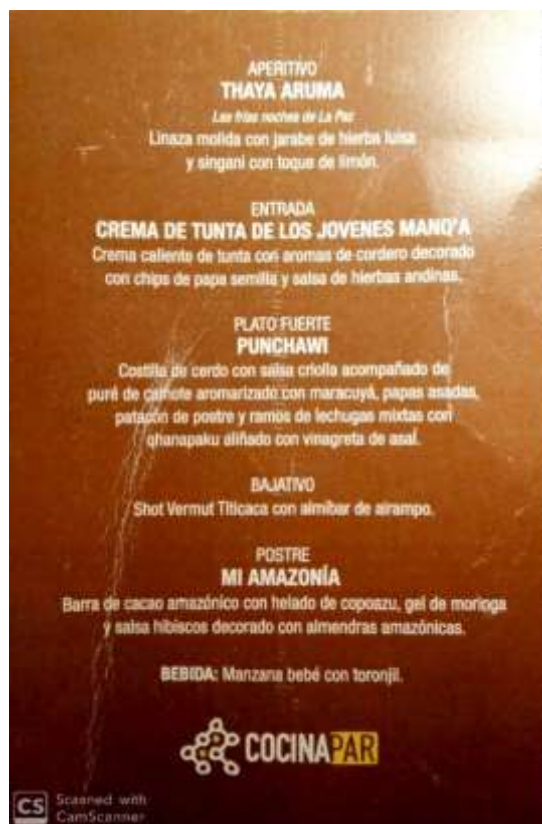 APERITIVO
THAYA ARUMA
Las frías noches de La Paz
Linaza molida con jarabe de hierba luisa
y singani con toque de limón.
ENTRADA
CREMA DE TUNTA DE LOS JOVENES MANQ'A
Crema caliente de tunta con aromas de cordero decorado
con chips de papa semilla y salsa de hierbas andinas.
PLATO FUERTE
PUNCHAWI
Costilla de cerdo con salsa criolla acompañado de
puré de camote aromarizado con maracuyá, papas asadas,
patacón de postre y ramos de lechugas mixtas con
qhanapaku aliñado con vinagreta de asaí.
BAJATIVO
Shot Vermut Titicaca con almíbar de airampo.
POSTRE
MI AMAZONÍA
Barra de cacao amazónico con helado de copoazu, gel de moringa
y salsa hibiscos decorado con almendras amazónicas.
BEBIDA: Manzana bebé con toronjil.
COCINAPAR
CS Scanned with
CamScanner